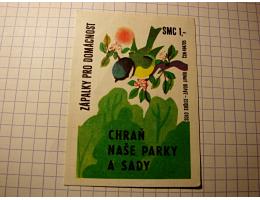 ZÁPALKY PRO DOMÁCNOST
SMC 1,-
CHRAŇ
NAŠE PARKY
A SADY